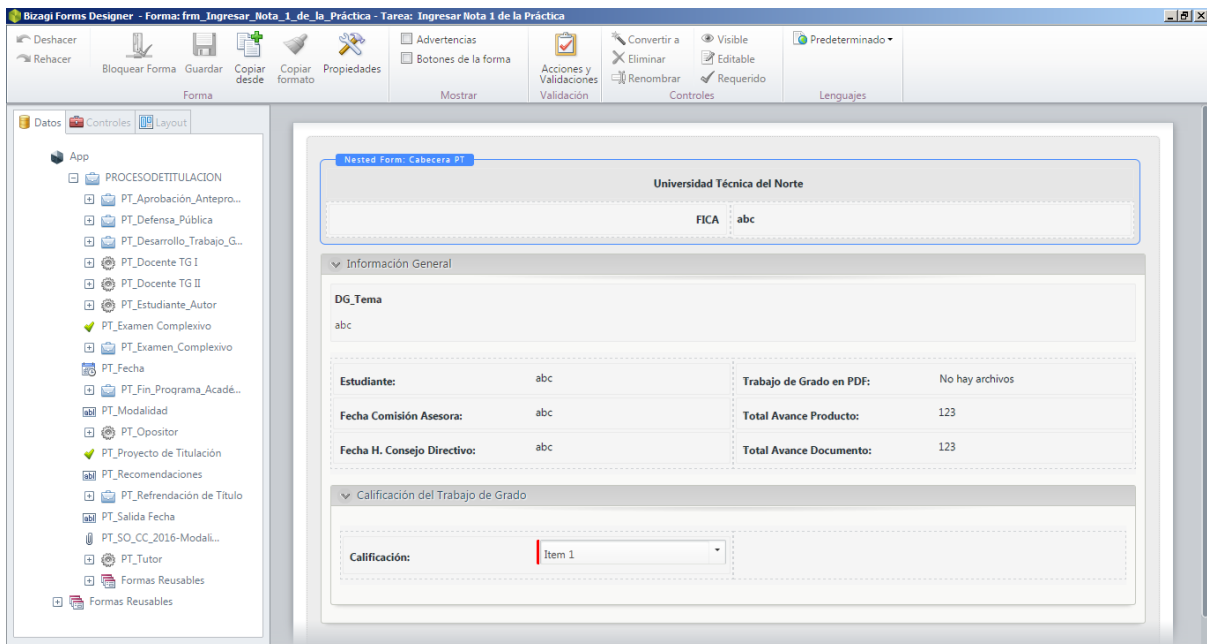 Bizagi Forms Designer - Forma: frm_Ingresar_Nota_1_de_la_Práctica - Tarea: Ingresar Nota 1 de la Práctica
Deshacer
Rehacer
Bloquear Forma
Guardar
Copiar desde
Copiar formato
Propiedades
Forma
Advertencias
Botones de la forma
Mostrar
Acciones y Validaciones
Validación
Convertir a
Eliminar
Renombrar
Visible
Editable
Requerido
Controles
Predeterminado
Lenguajes
Datos
Controles
Layout
App
PROCESODETITULACION
PT_Aprobación_Antepro...
PT_Defensa_Pública
PT_Desarrollo_Trabajo_G...
PT_Docente TG I
PT_Docente TG II
PT_Estudiante_Autor
PT_Examen Complexivo
PT_Examen_Complexivo
PT_Fecha
PT_Fin_Programa_Acadé...
PT_Modalidad
PT_Opositor
PT_Proyecto de Titulación
PT_Recomendaciones
PT_Refrendación de Título
PT_Salida Fecha
PT_SO_CC_2016-Modali...
PT_Tutor
Formas Reusables
Formas Reusables
Nested Form: Cabecera PT
Universidad Técnica del Norte
FICA abc
Información General
DG_Tema
abc
Estudiante: abc Trabajo de Grado en PDF: No hay archivos
Fecha Comisión Asesora: abc Total Avance Producto: 123
Fecha H. Consejo Directivo: abc Total Avance Documento: 123
Calificación del Trabajo de Grado
Calificación: Item 1